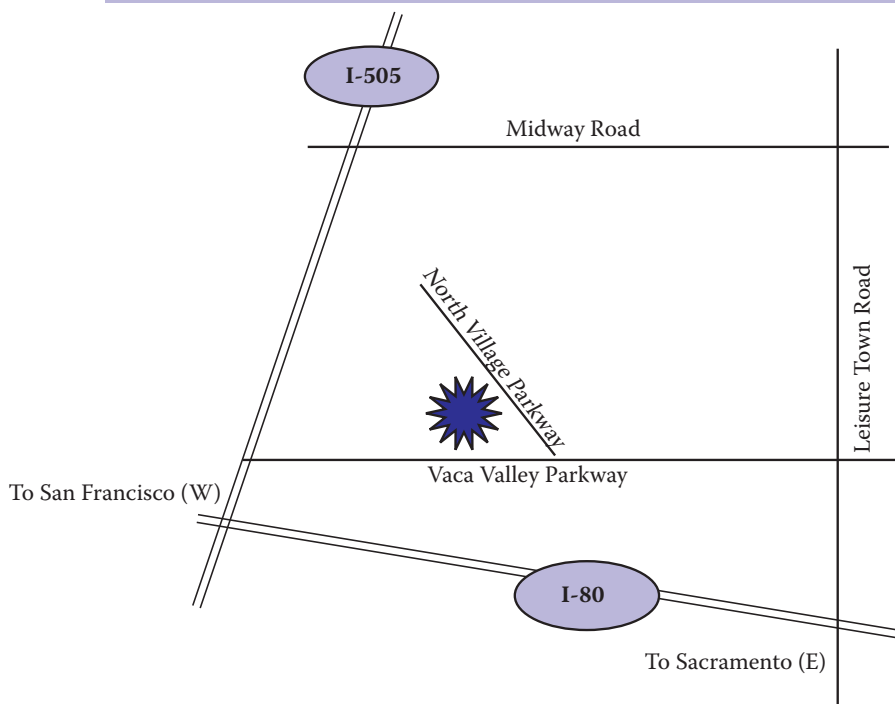 I-505
Midway Road
North Village Parkway
Leisure Town Road
Vaca Valley Parkway
To San Francisco (W)
I-80
To Sacramento (E)